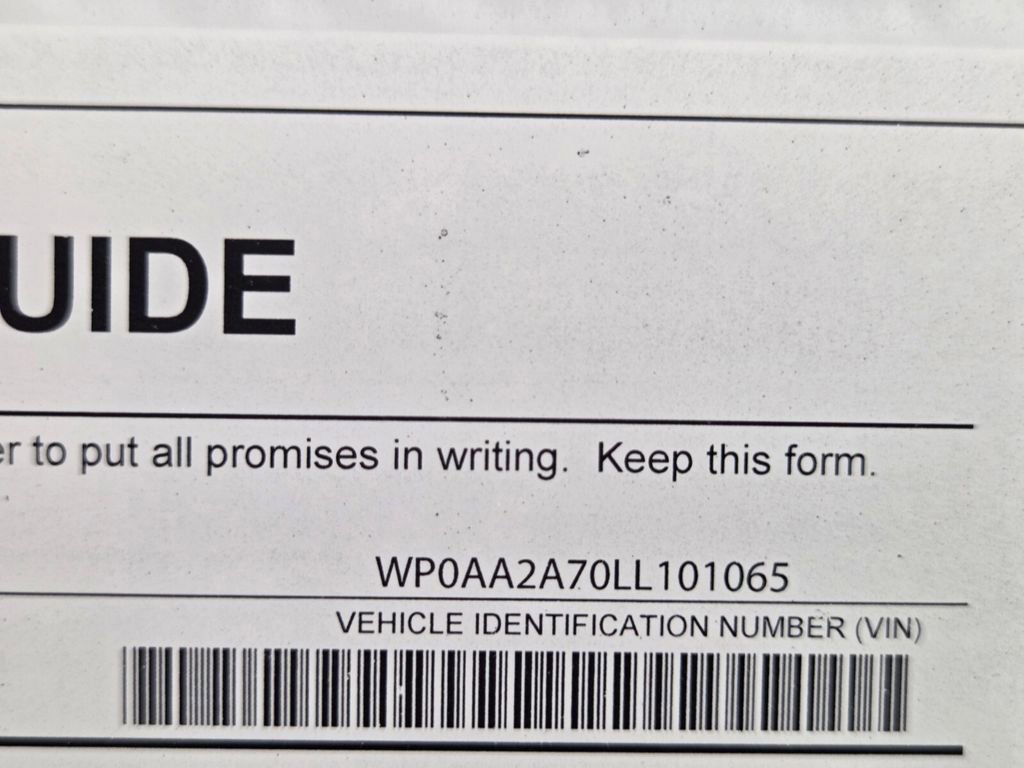 UIDE
er to put all promises in writing. Keep this form.
WP0AA2A70LL101065
VEHICLE IDENTIFICATION NUMBER (VIN)